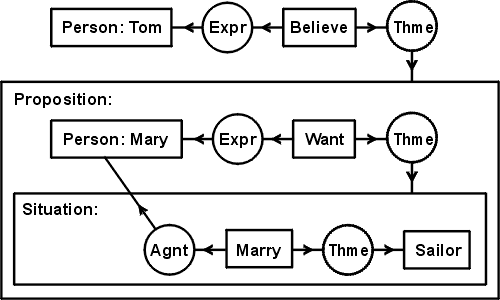 Person: Tom Expr Believe Thme
Proposition:
Person: Mary Expr Want Thme
Situation:
Agnt Marry Thme Sailor